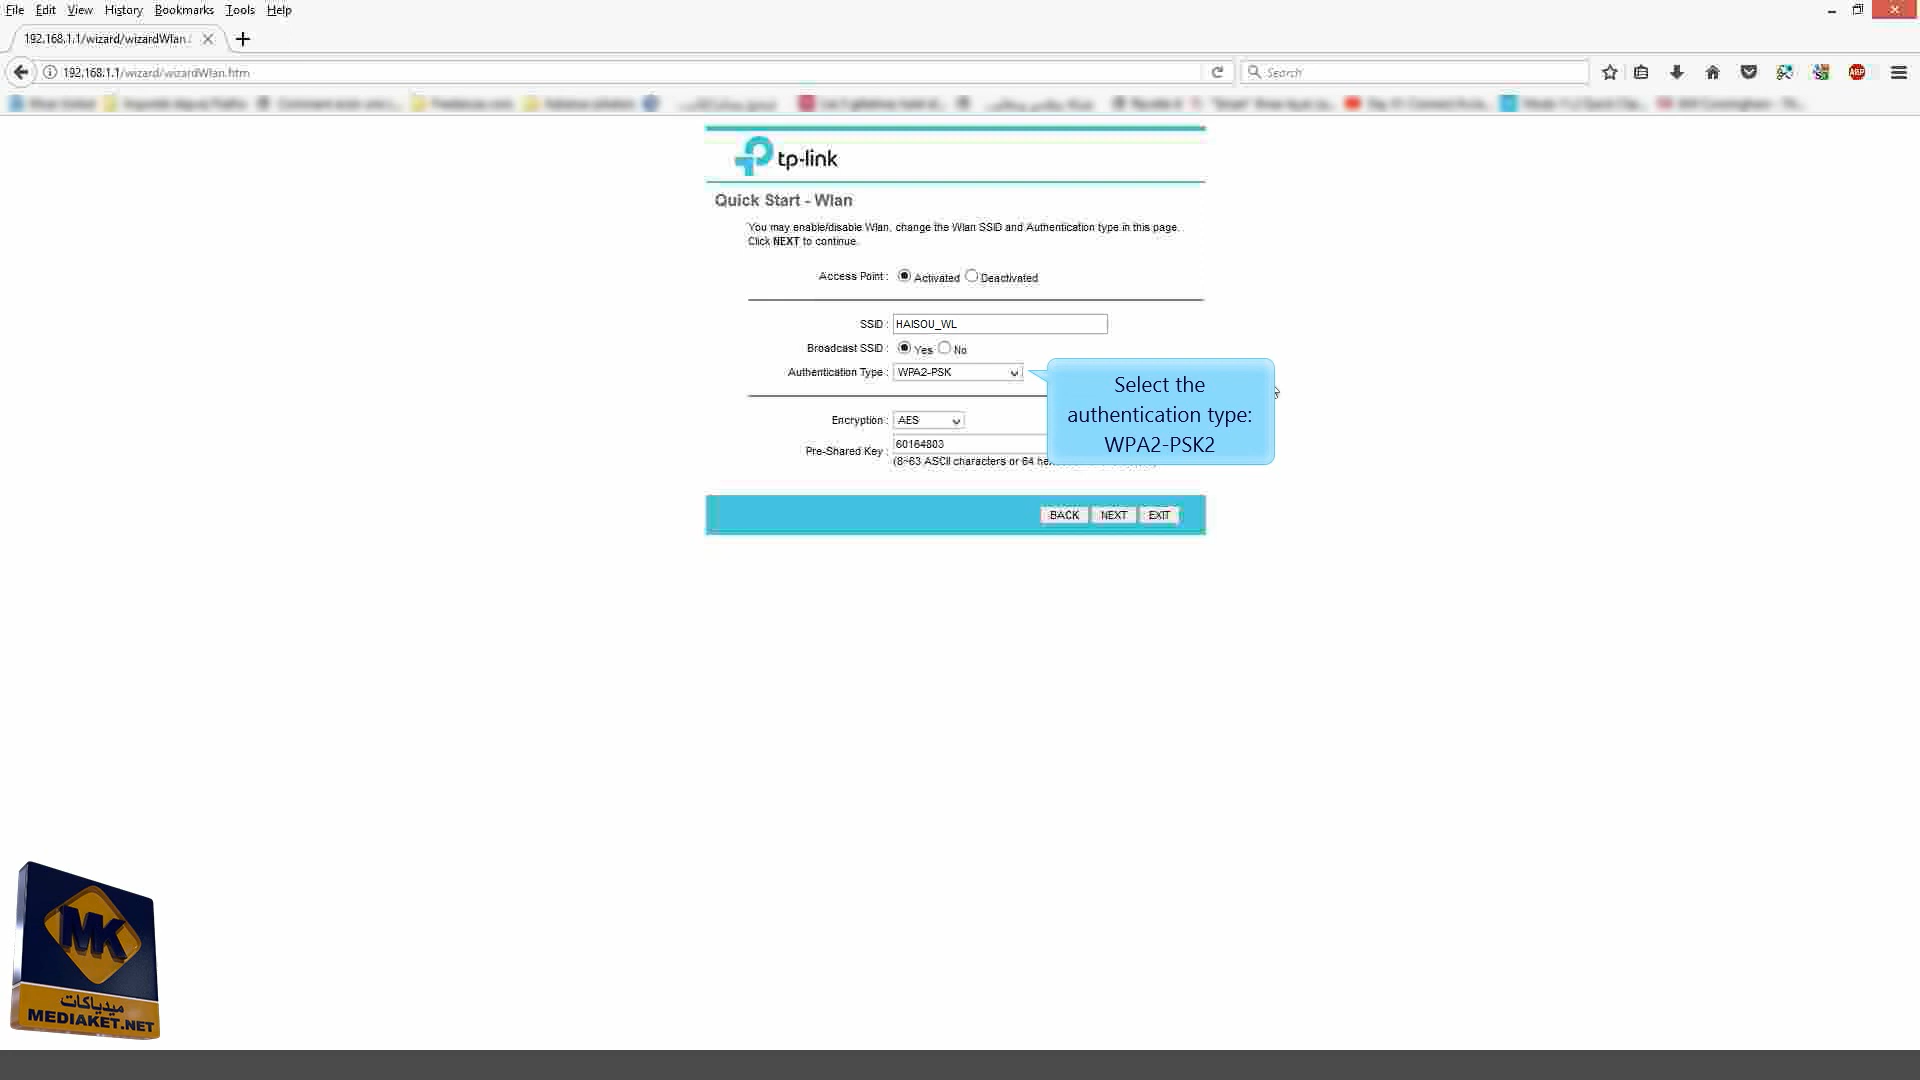 File Edit View History Bookmarks Tools Help
192.168.1.1/wizard/wizardWlan
192.168.1.1/wizard/wizardWlan.htm
Search
ABP
tp-link
Quick Start - Wlan
You may enable/disable Wlan, change the Wlan SSID and Authentication type in this page.
Click NEXT to continue.
Access Point : Activated Deactivated
SSID : HAISOU_WL
Broadcast SSID : Yes No
Authentication Type : WPA2-PSK
Select the
authentication type:
WPA2-PSK2
Encryption : AES
Pre-Shared Key : 60164803
(8~63 ASCII characters or 64
BACK NEXT EXIT
MK
ميدياكات
MEDIAKET.NET